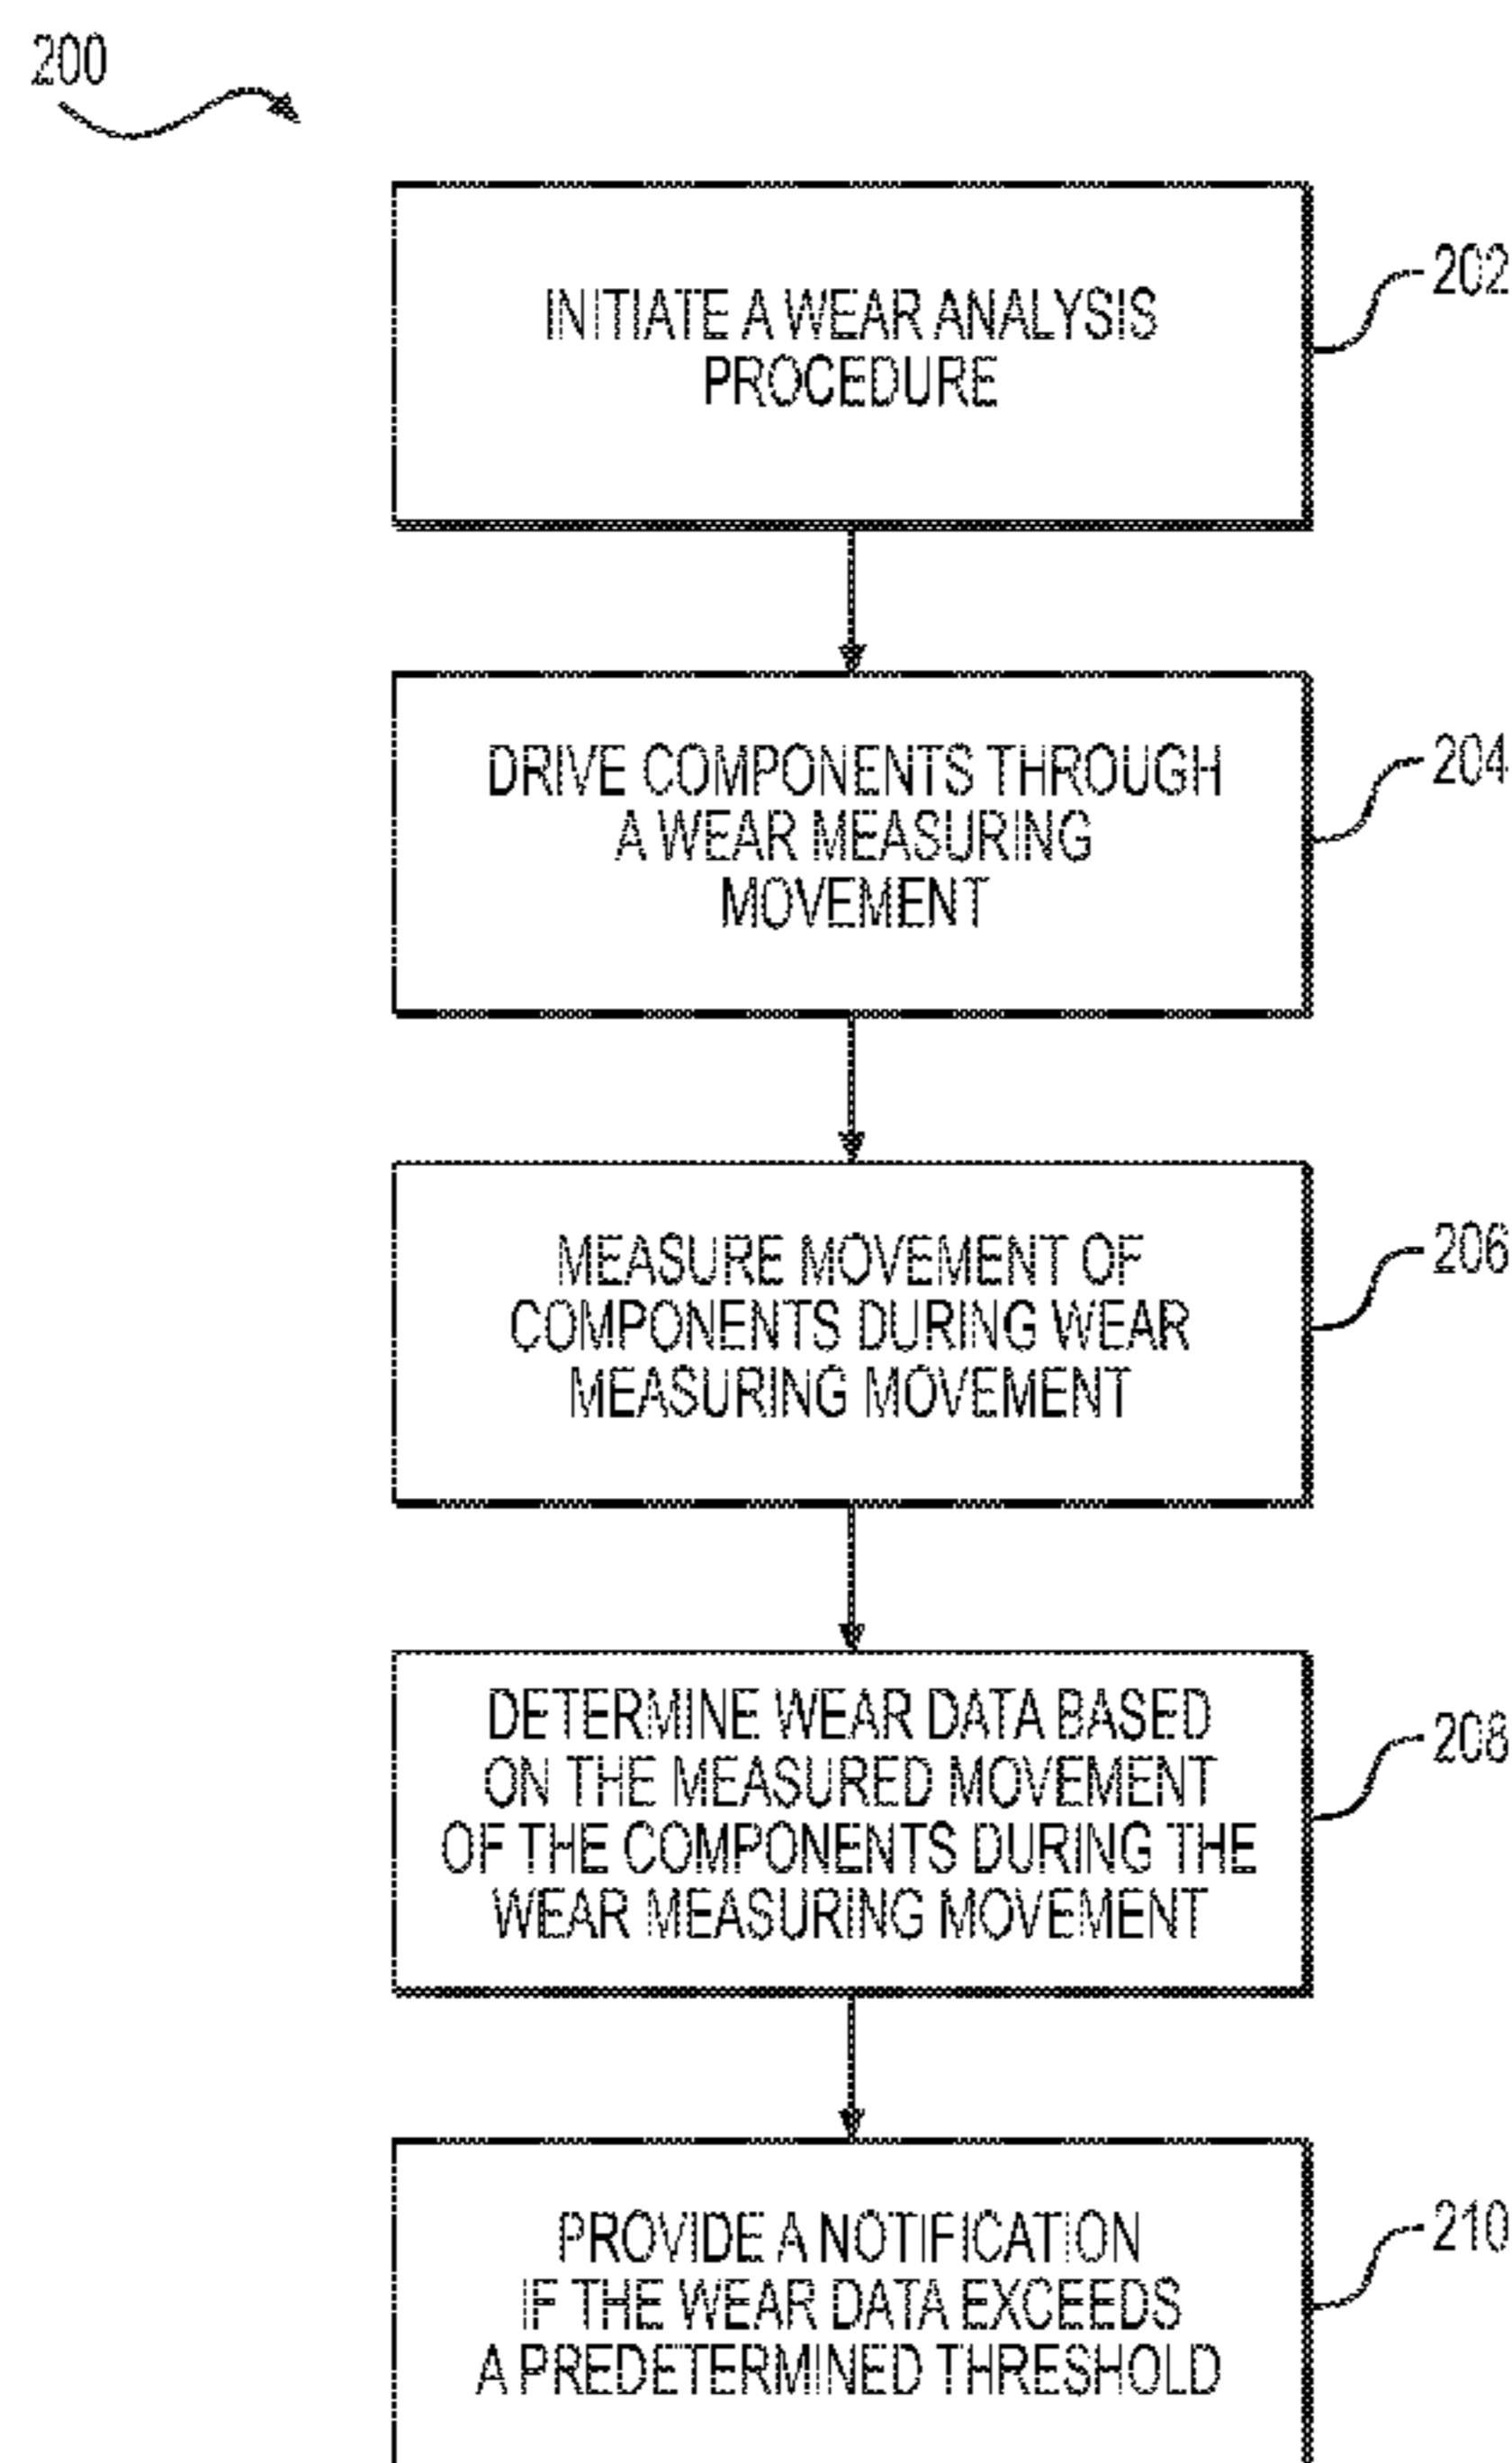 200
INITIATE A WEAR ANALYSIS
PROCEDURE
202
DRIVE COMPONENTS THROUGH
A WEAR MEASURING
MOVEMENT
204
MEASURE MOVEMENT OF
COMPONENTS DURING WEAR
MEASURING MOVEMENT
206
DETERMINE WEAR DATA BASED
ON THE MEASURED MOVEMENT
OF THE COMPONENTS DURING THE
WEAR MEASURING MOVEMENT
208
PROVIDE A NOTIFICATION
IF THE WEAR DATA EXCEEDS
A PREDETERMINED THRESHOLD
210